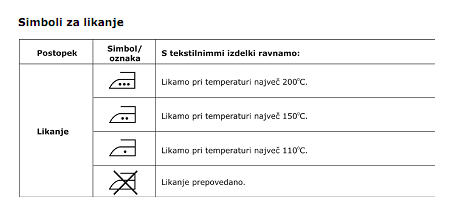 Simboli za likanje
Postopek
Simbol/
oznaka
S tekstilnimmi izdelki ravnamo:
Likanje
Likamo pri temperaturi največ 200°C.
Likamo pri temperaturi največ 150°C.
Likamo pri temperaturi največ 110°C.
Likanje prepovedano.